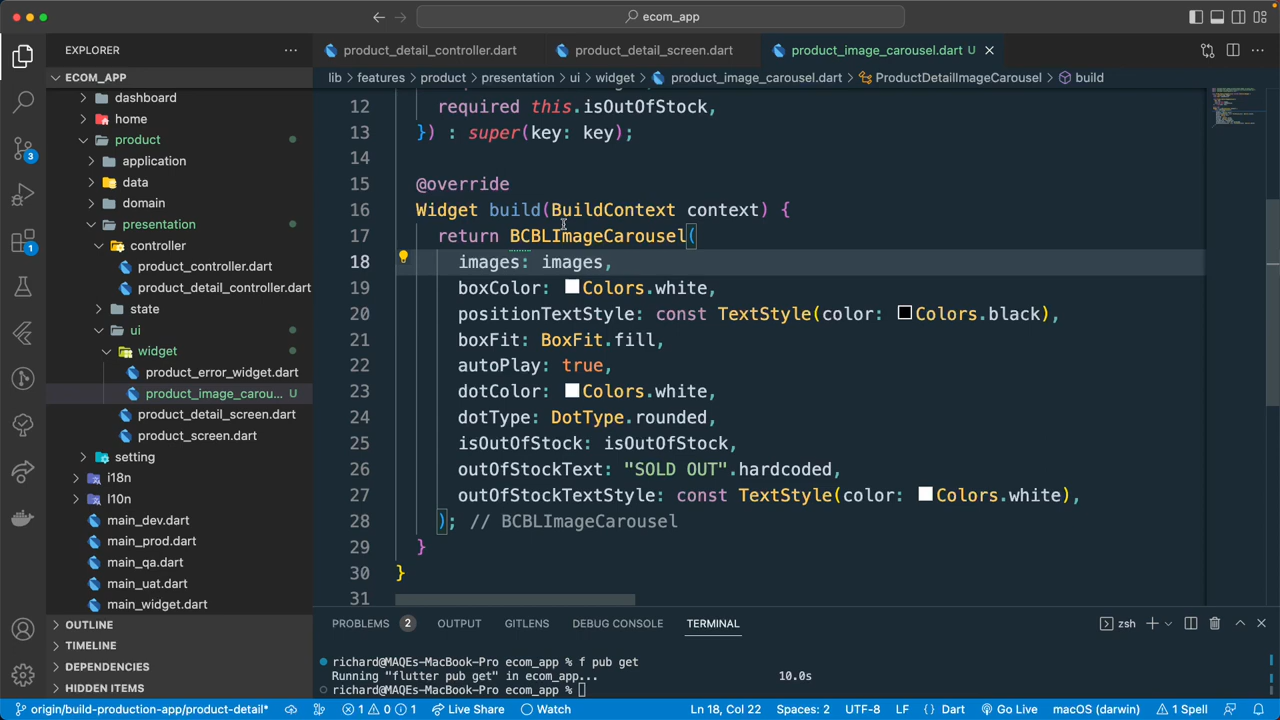 ecom_app
EXPLORER
product_detail_controller.dart
product_detail_screen.dart
product_image_carousel.dart U
ECOM_APP
lib > features > product > presentation > ui > widget > product_image_carousel.dart > ProductDetailImageCarousel > build
dashboard
home
product
application
data
domain
presentation
controller
product_controller.dart
product_detail_controller.dart
state
ui
widget
product_error_widget.dart
product_image_carou... U
product_detail_screen.dart
product_screen.dart
setting
i18n
l10n
main_dev.dart
main_prod.dart
main_qa.dart
main_uat.dart
main_widget.dart
OUTLINE
TIMELINE
DEPENDENCIES
HIDDEN ITEMS
3
1
12 required this.isOutOfStock,
13 }) : super(key: key);
14
15 @override
16 Widget build(BuildContext context) {
17 return BCBLImageCarousel(
18 images: images,
19 boxColor: Colors.white,
20 positionTextStyle: const TextStyle(color: Colors.black),
21 boxFit: BoxFit.fill,
22 autoPlay: true,
23 dotColor: Colors.white,
24 dotType: DotType.rounded,
25 isOutOfStock: isOutOfStock,
26 outOfStockText: "SOLD OUT".hardcoded,
27 outOfStockTextStyle: const TextStyle(color: Colors.white),
28 ); // BCBLImageCarousel
29 }
30 }
31
PROBLEMS 2 OUTPUT GITLENS DEBUG CONSOLE TERMINAL
zsh
richard@MAQEs-MacBook-Pro ecom_app % f pub get
Running "flutter pub get" in ecom_app... 10.0s
richard@MAQEs-MacBook-Pro ecom_app %
origin/build-production-app/product-detail* 1 0 1 Live Share Watch Ln 18, Col 22 Spaces: 2 UTF-8 LF { } Dart Go Live macOS (darwin) 1 Spell